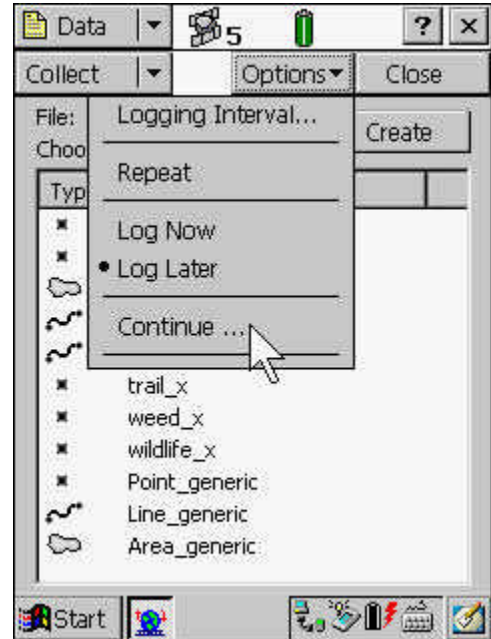 Data 5 ? ×
Collect Options Close
File: Create
Choo
Typ
Logging Interval...
Repeat
Log Now
Log Later
Continue ...
trail_x
weed_x
wildlife_x
Point_generic
Line_generic
Area_generic
Start